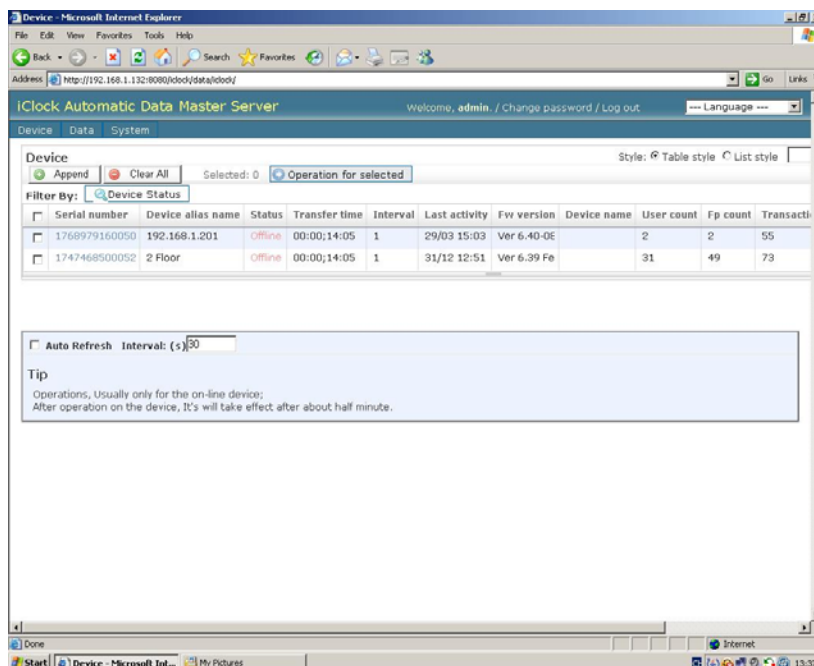 Device - Microsoft Internet Explorer
File Edit View Favorites Tools Help
Back Search Favorites
Address http://192.168.1.132:8080/iclock/data/iclock/ Go Links
iClock Automatic Data Master Server Welcome, admin. / Change password / Log out --- Language ---
Device Data System
Device Style: Table style List style
Append Clear All Selected: 0 Operation for selected
Filter By: Device Status
Serial number Device alias name Status Transfer time Interval Last activity Fw version Device name User count Fp count Transacti
1768979160050 192.168.1.201 Offline 00:00;14:05 1 29/03 15:03 Ver 6.40-0E 2 2 55
1747468500052 2 Floor Offline 00:00;14:05 1 31/12 12:51 Ver 6.39 Fe 31 49 73
Auto Refresh Interval: (s) 30
Tip
Operations, Usually only for the on-line device;
After operation on the device, It's will take effect after about half minute.
Done Internet
Start Device - Microsoft Int... My Pictures